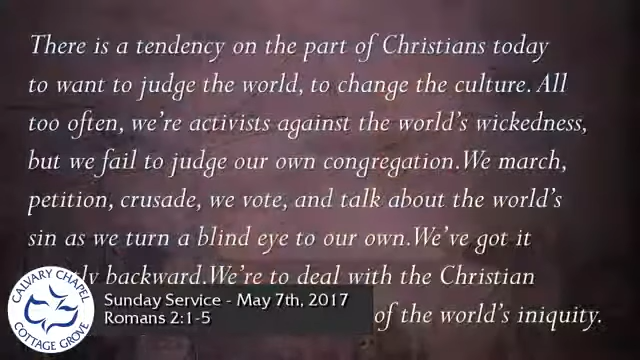 There is a tendency on the part of Christians today
to want to judge the world, to change the culture. All
too often, we're activists against the world's wickedness,
but we fail to judge our own congregation.We march,
petition, crusade, we vote, and talk about the world's
sin as we turn a blind eye to our own.We've got it
backward.We're to deal with the Christian
of the world's iniquity.
CALVARY CHAPEL
COTTAGE GROVE
Sunday Service - May 7th, 2017
Romans 2:1-5